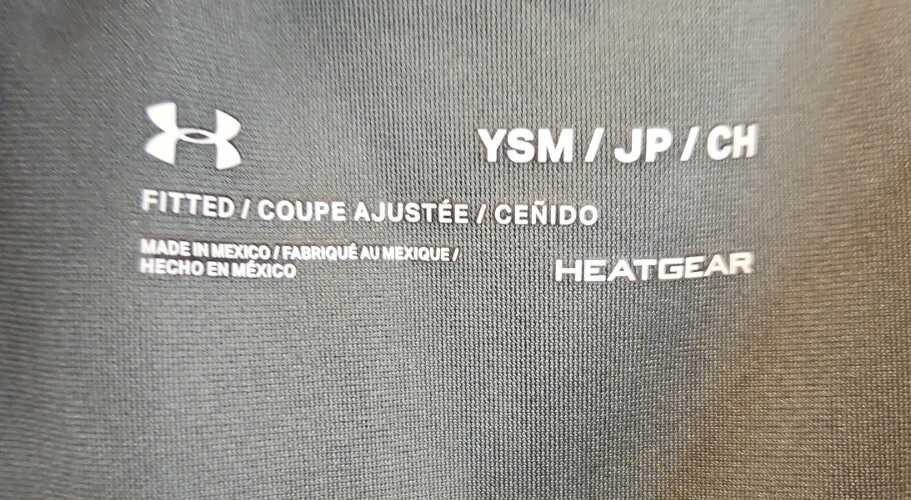 YSM / JP / CH
FITTED / COUPE AJUSTÉE / CEÑIDO
MADE IN MEXICO / FABRIQUÉ AU MEXIQUE /
HECHO EN MÉXICO
HEATGEAR